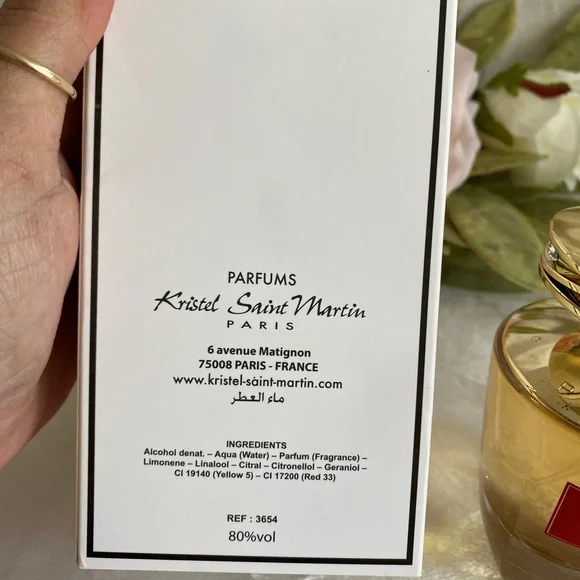 PARFUMS
Kristel Saint Martin
PARIS
6 avenue Matignon
75008 PARIS - FRANCE
www.kristel-saint-martin.com
ماء العطر
INGREDIENTS
Alcohol denat. – Aqua (Water) – Parfum (Fragrance) –
Limonene – Linalool – Citral – Citronellol – Geraniol –
CI 19140 (Yellow 5) – CI 17200 (Red 33)
REF : 3654
80%vol